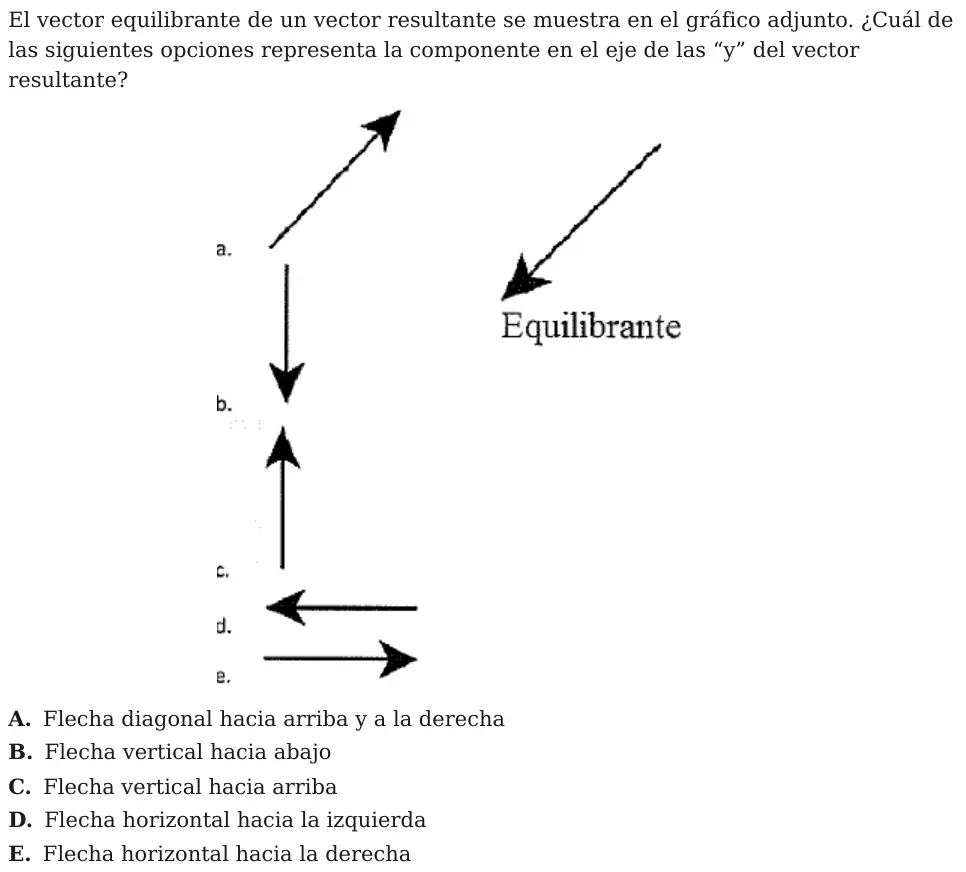 El vector equilibrante de un vector resultante se muestra en el gráfico adjunto. ¿Cuál de
las siguientes opciones representa la componente en el eje de las “y” del vector
resultante?
a.
Equilibrante
b.
c.
d.
e.
A. Flecha diagonal hacia arriba y a la derecha
B. Flecha vertical hacia abajo
C. Flecha vertical hacia arriba
D. Flecha horizontal hacia la izquierda
E. Flecha horizontal hacia la derecha